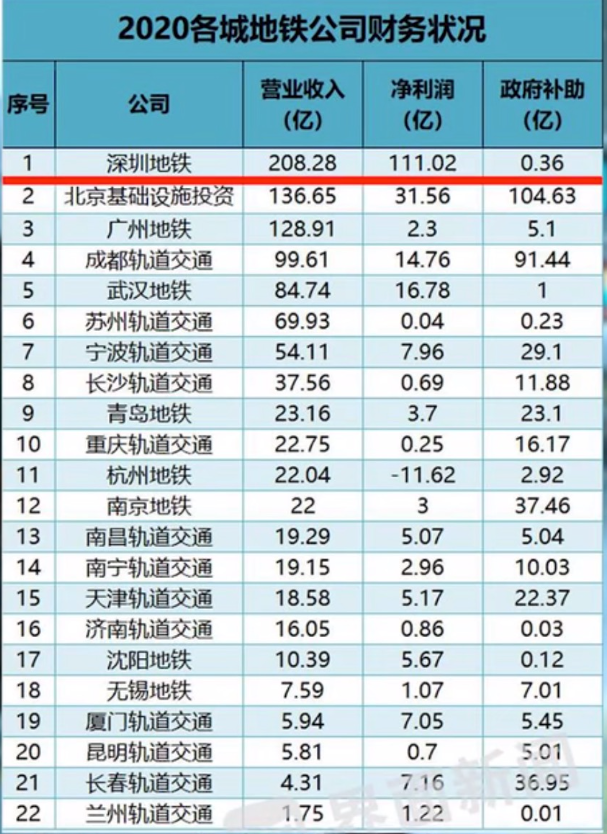 2020各城地铁公司财务状况
序号 公司 营业收入（亿） 净利润（亿） 政府补助（亿）
1 深圳地铁 208.28 111.02 0.36
2 北京基础设施投资 136.65 31.56 104.63
3 广州地铁 128.91 2.3 5.1
4 成都轨道交通 99.61 14.76 91.44
5 武汉地铁 84.74 16.78 1
6 苏州轨道交通 69.93 0.04 0.23
7 宁波轨道交通 54.11 7.96 29.1
8 长沙轨道交通 37.56 0.69 11.88
9 青岛地铁 23.16 3.7 23.1
10 重庆轨道交通 22.75 0.25 16.17
11 杭州地铁 22.04 -11.62 2.92
12 南京地铁 22 3 37.46
13 南昌轨道交通 19.29 5.07 5.04
14 南宁轨道交通 19.15 2.96 10.03
15 天津轨道交通 18.58 5.17 22.37
16 济南轨道交通 16.05 0.86 0.03
17 沈阳地铁 10.39 5.67 0.12
18 无锡地铁 7.59 1.07 7.01
19 厦门轨道交通 5.94 7.05 5.45
20 昆明轨道交通 5.81 0.7 5.01
21 长春轨道交通 4.31 7.16 36.95
22 兰州轨道交通 1.75 1.22 0.01
界面新闻